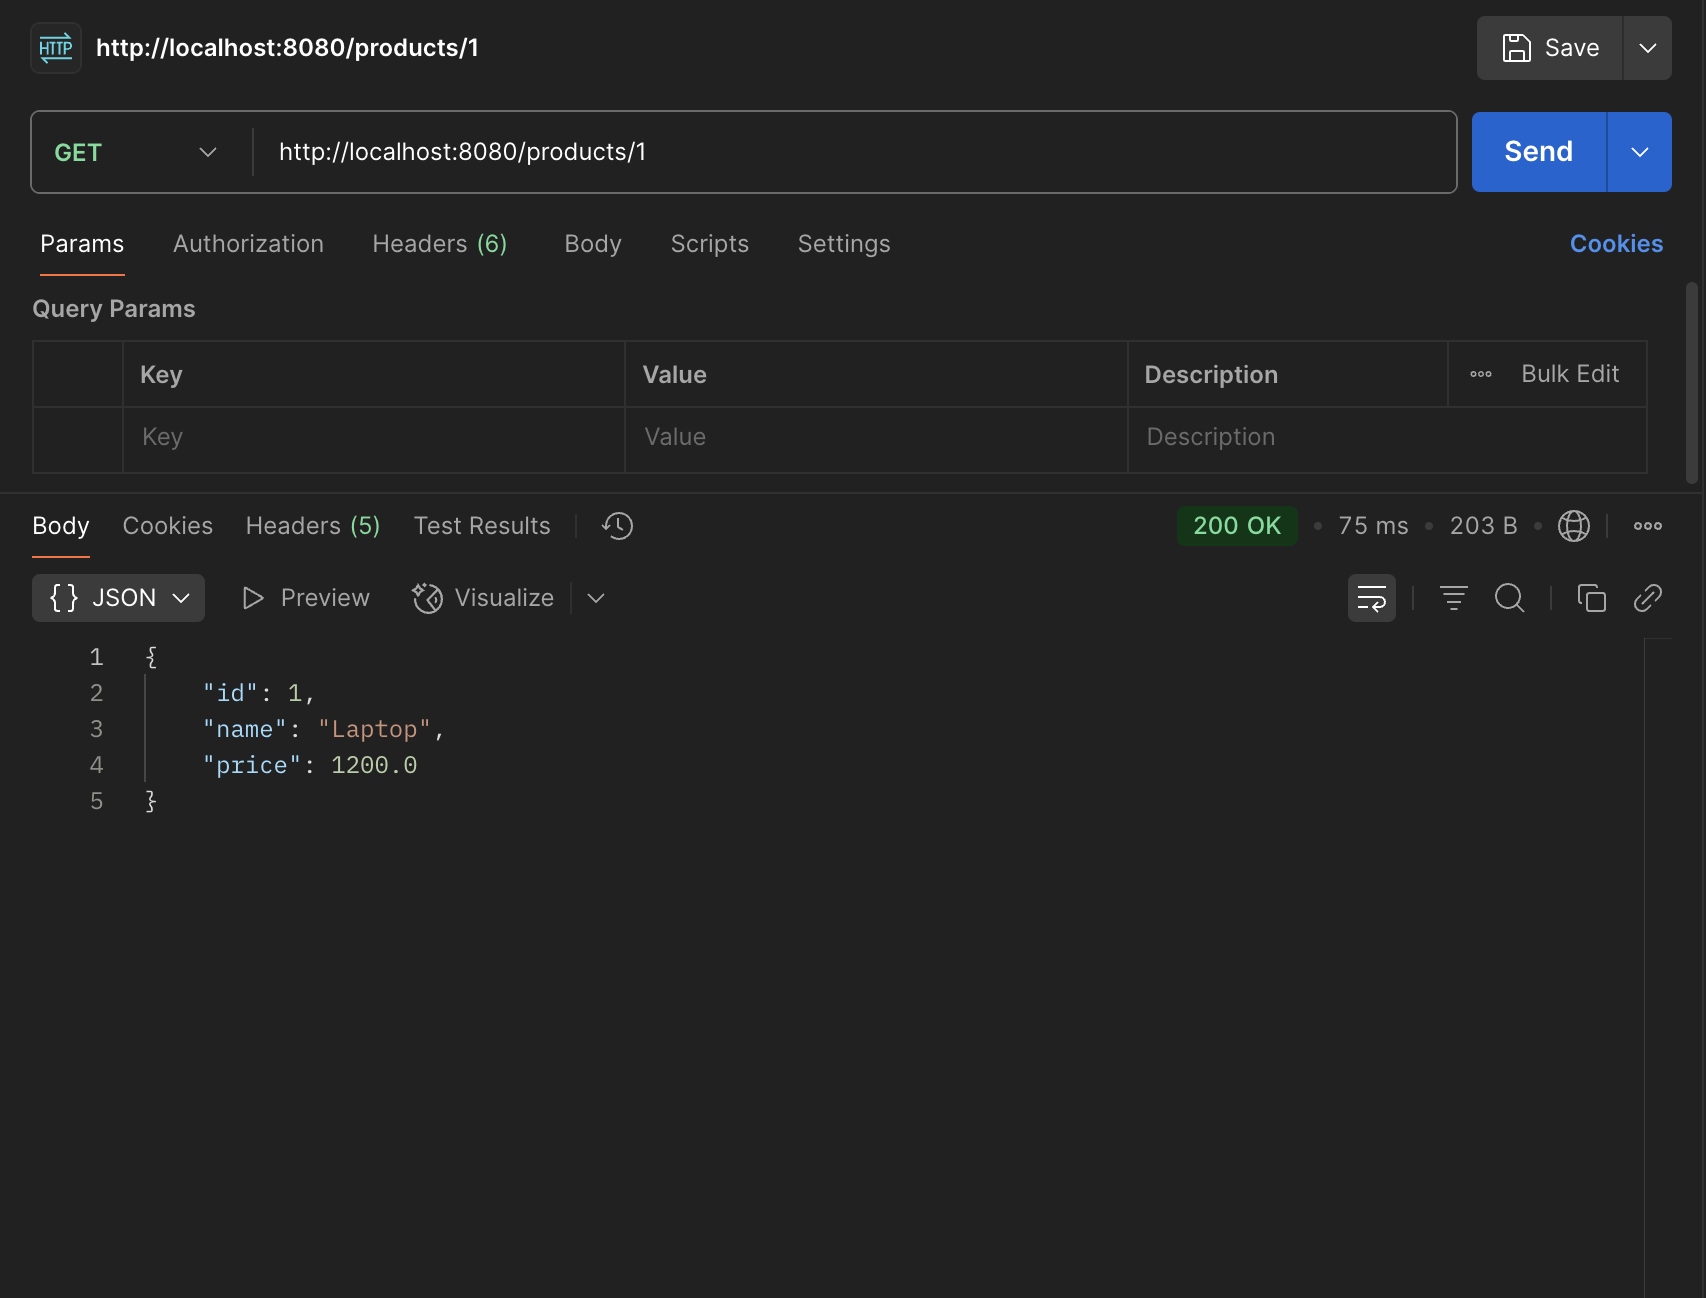 HTTP http://localhost:8080/products/1 Save
GET http://localhost:8080/products/1 Send
Params Authorization Headers (6) Body Scripts Settings Cookies
Query Params
Key Value Description Bulk Edit
Key Value Description
Body Cookies Headers (5) Test Results 200 OK 75 ms 203 B
{} JSON Preview Visualize
1 {
2 "id": 1,
3 "name": "Laptop",
4 "price": 1200.0
5 }